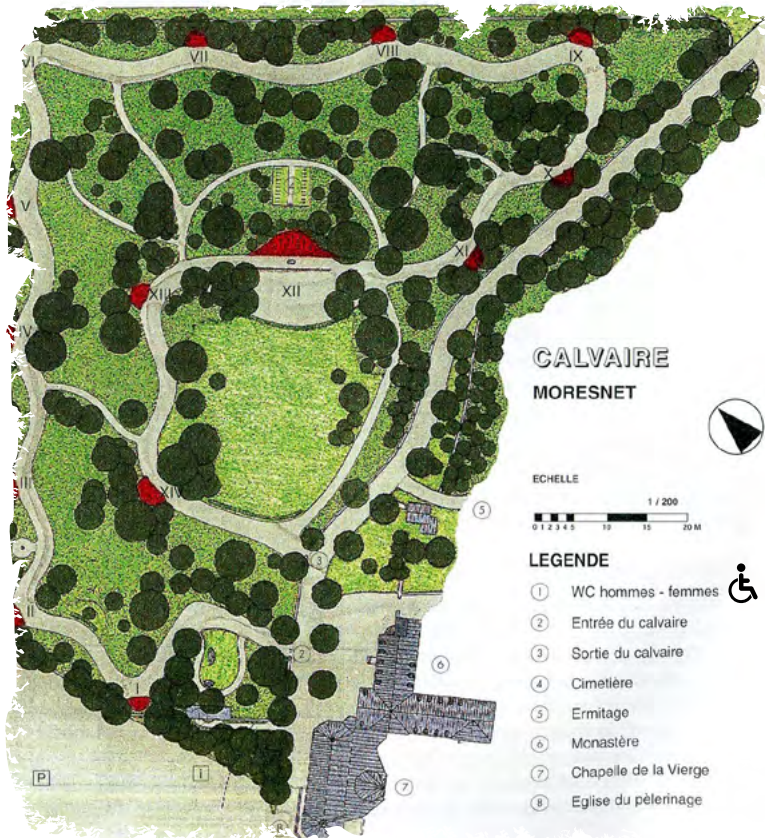 VI
VII
VIII
IX
V
X
XI
XII
XIII
IV
III
XIV
II
I
4
3
2
5
6
7
8
P
i
CALVAIRE
MORESNET
ECHELLE
1 / 200
0 1 2 3 4 5 10 15 20 M
LEGENDE
1 WC hommes - femmes
2 Entrée du calvaire
3 Sortie du calvaire
4 Cimetière
5 Ermitage
6 Monastère
7 Chapelle de la Vierge
8 Eglise du pèlerinage